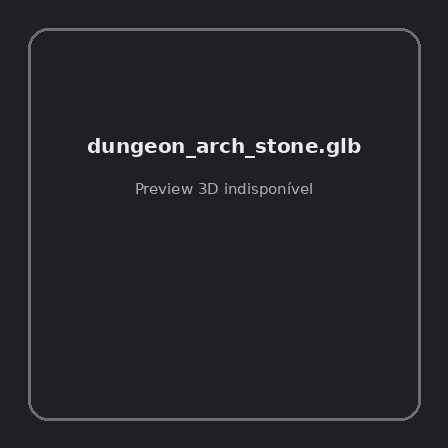 dungeon_arch_stone.glb
Preview 3D indisponível